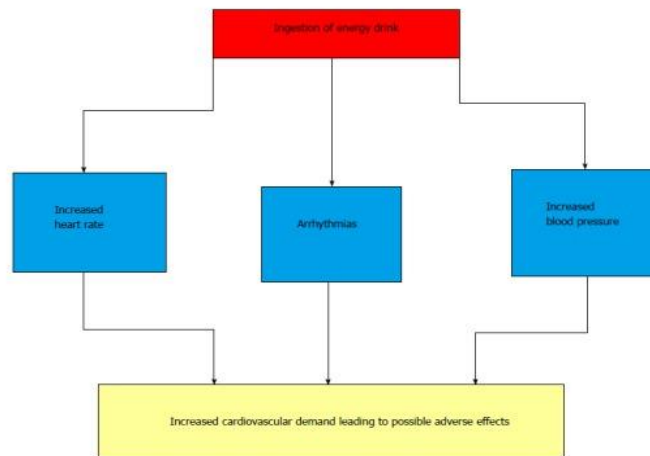 Ingestion of energy drink
Increased
heart rate
Arrhythmias
Increased
blood pressure
Increased cardiovascular demand leading to possible adverse effects